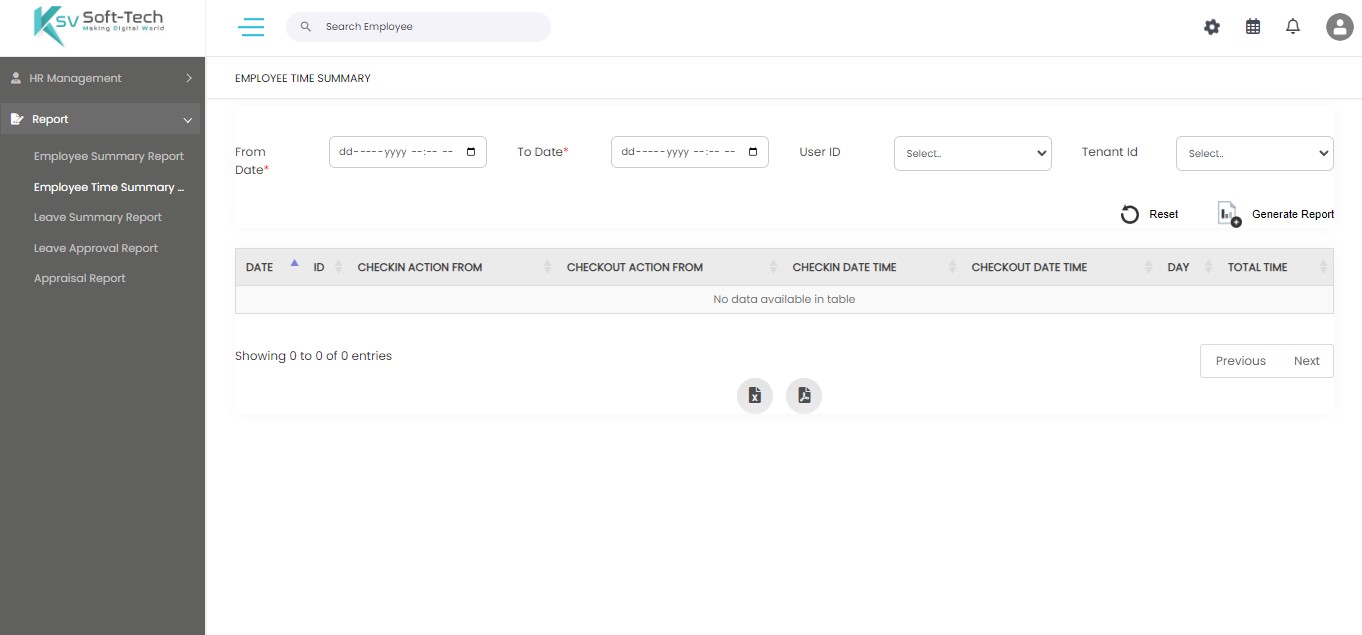 KSV Soft-Tech
Making Digital World
Search Employee
HR Management
Report
Employee Summary Report
Employee Time Summary ...
Leave Summary Report
Leave Approval Report
Appraisal Report
EMPLOYEE TIME SUMMARY
From
Date*
dd-----yyyy --:-- --
To Date*
dd-----yyyy --:-- --
User ID
Select..
Tenant Id
Select..
Reset
Generate Report
DATE ID CHECKIN ACTION FROM CHECKOUT ACTION FROM CHECKIN DATE TIME CHECKOUT DATE TIME DAY TOTAL TIME
No data available in table
Showing 0 to 0 of 0 entries
Previous Next